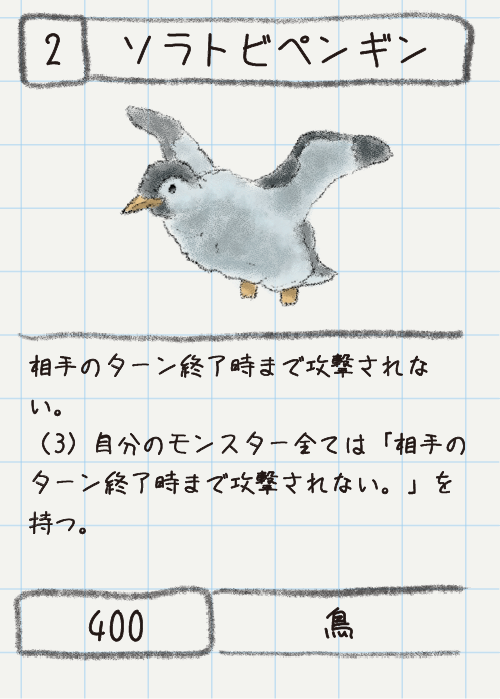 2
ソラトビペンギン
相手のターン終了時まで攻撃されな
い。
（3）自分のモンスター全ては「相手の
ターン終了時まで攻撃されない。」を
持つ。
400
鳥